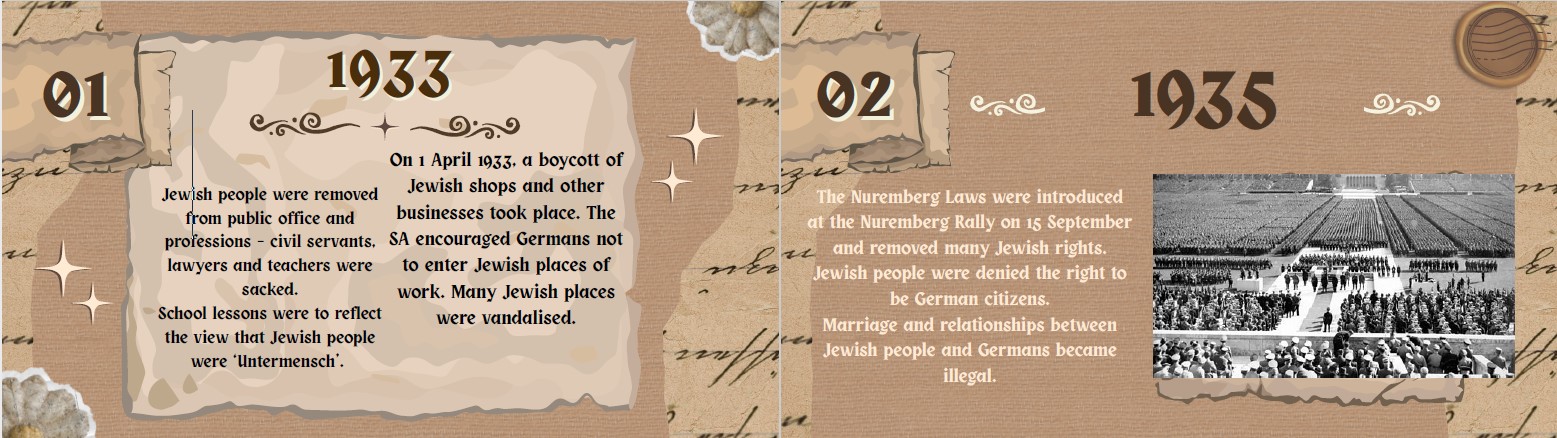 01
1933
Jewish people were removed
from public office and
professions - civil servants,
lawyers and teachers were
sacked.
School lessons were to reflect
the view that Jewish people
were ‘Untermensch’.
On 1 April 1933, a boycott of
Jewish shops and other
businesses took place. The
SA encouraged Germans not
to enter Jewish places of
work. Many Jewish places
were vandalised.
02
1935
The Nuremberg Laws were introduced
at the Nuremberg Rally on 15 September
and removed many Jewish rights.
Jewish people were denied the right to
be German citizens.
Marriage and relationships between
Jewish people and Germans became
illegal.